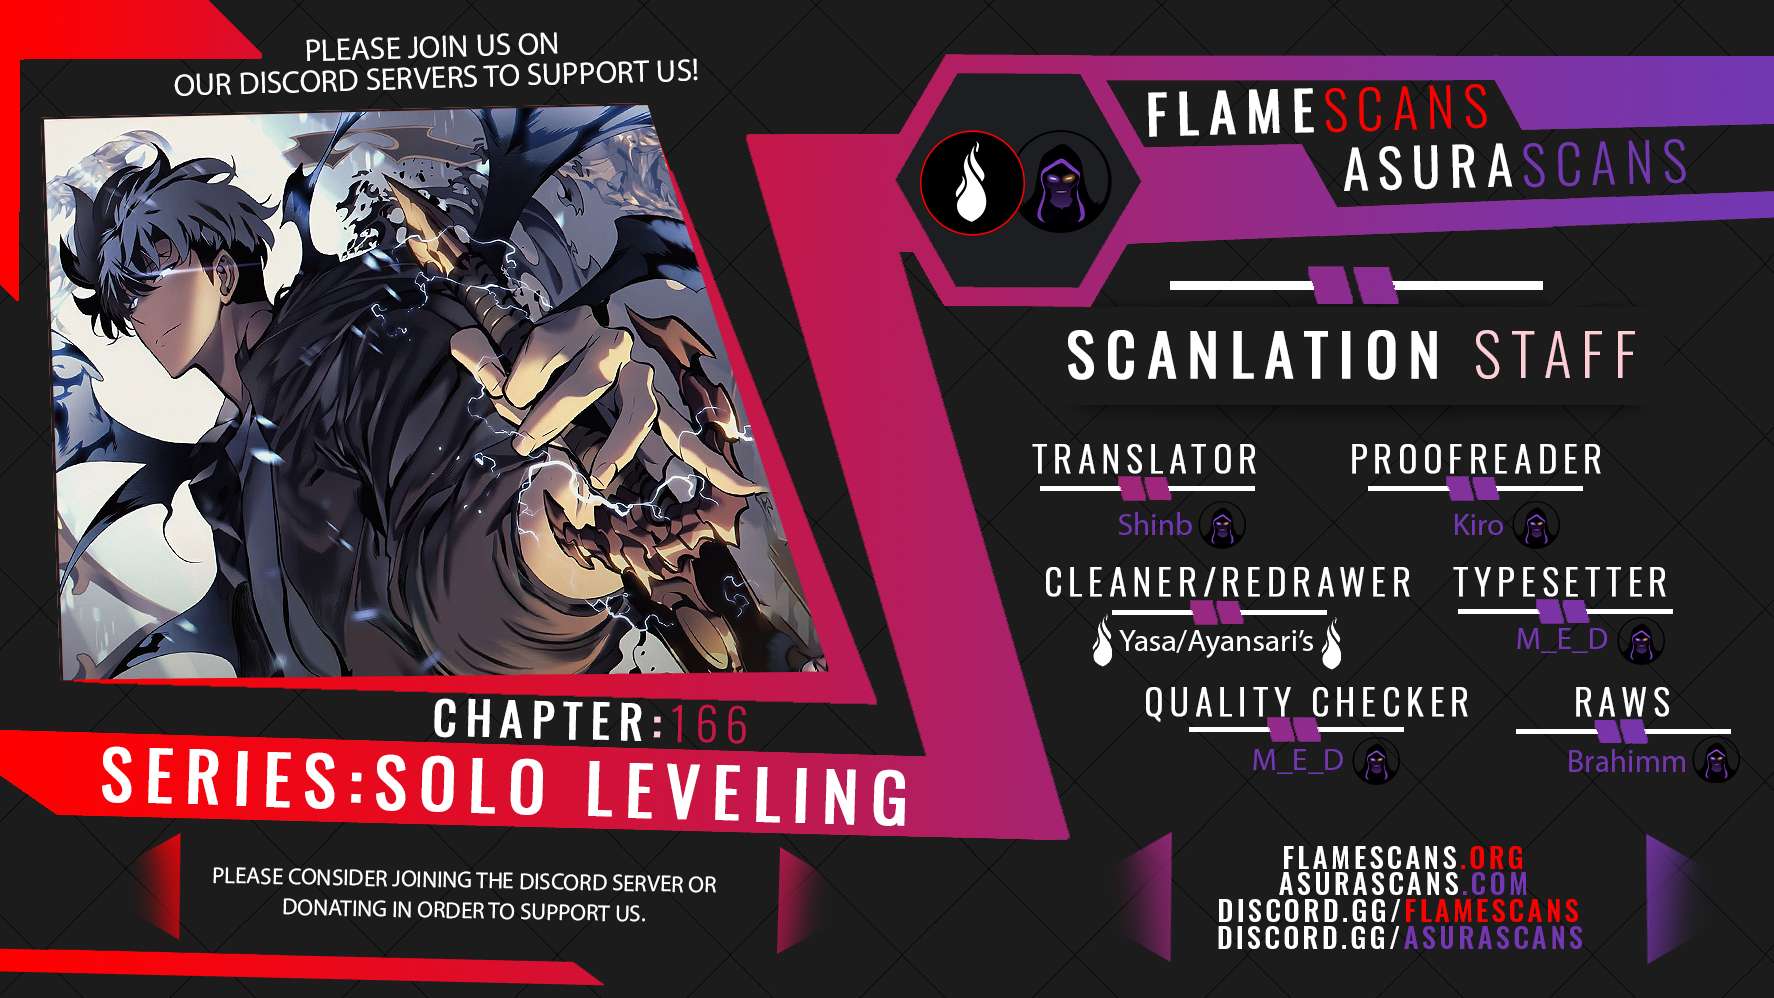 PLEASE JOIN US ON
OUR DISCORD SERVERS TO SUPPORT US!
CHAPTER:166
SERIES:SOLO LEVELING
PLEASE CONSIDER JOINING THE DISCORD SERVER OR
DONATING IN ORDER TO SUPPORT US.
FLAMESCANS
ASURASCANS
SCANLATION STAFF
TRANSLATOR
Shinb
PROOFREADER
Kiro
CLEANER/REDRAWER
Yasa/Ayansari's
TYPESETTER
M_E_D
QUALITY CHECKER
M_E_D
RAWS
Brahimm
FLAMESCANS.ORG
ASURASCANS.COM
DISCORD.GG/FLAMESCANS
DISCORD.GG/ASURASCANS